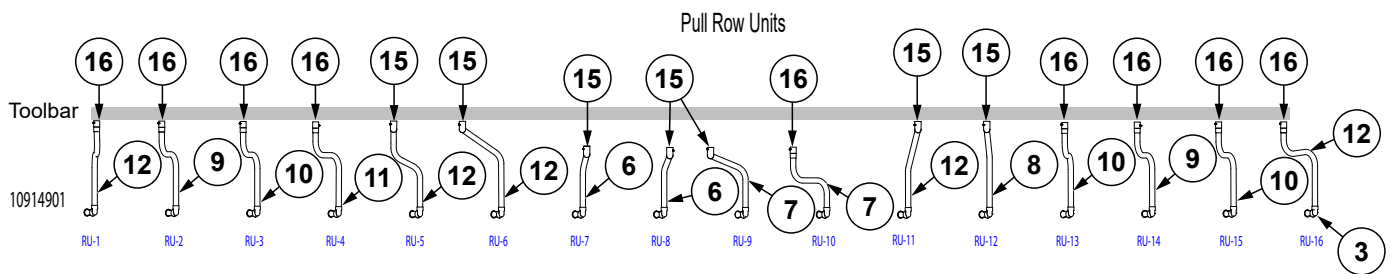 Pull Row Units
16 16 16 16 15 15 15 15 16 15 15 16 16 16 16
Toolbar
12 9 10 11 12 12 6 6 7 7 12 8 10 9 10 12
10914901
RU-1 RU-2 RU-3 RU-4 RU-5 RU-6 RU-7 RU-8 RU-9 RU-10 RU-11 RU-12 RU-13 RU-14 RU-15 RU-16
3